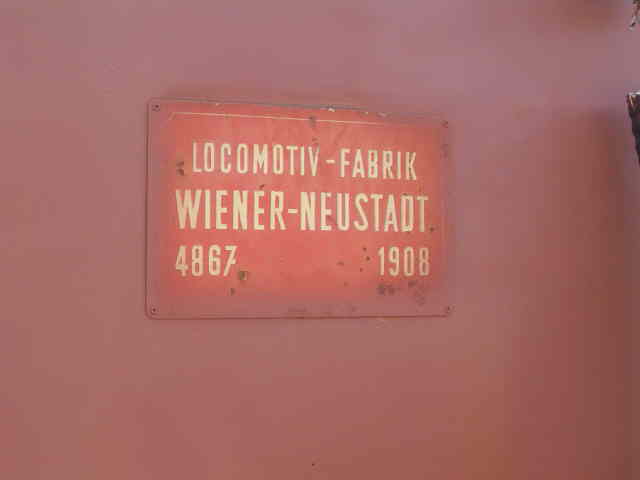 LOCOMOTIV-FABRIK
WIENER-NEUSTADT
4867 1908